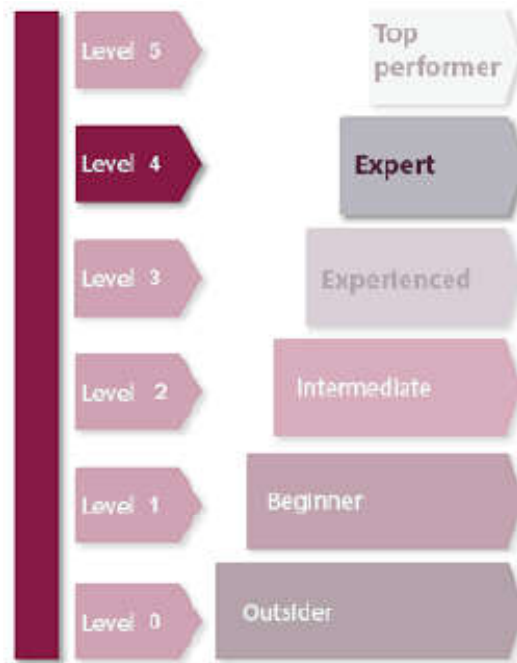 Level 5
Top
performer
Level 4
Expert
Level 3
Experienced
Level 2
Intermediate
Level 1
Beginner
Level 0
Outsider